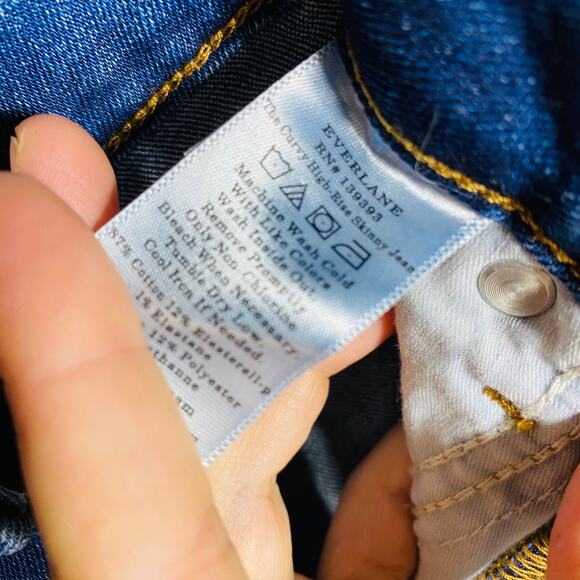 EVERLANE
RN# 139393
The Curvy High-Rise Skinny Jean
Machine Wash Cold
With Like Colors
Wash Inside Out
Remove Promptly
Only Non Chlorine
Bleach When Necessary
Tumble Dry Low,
Cool Iron If Needed.
87% Cotton 12% Elasterell-p
1% Elastane
12% Polyester